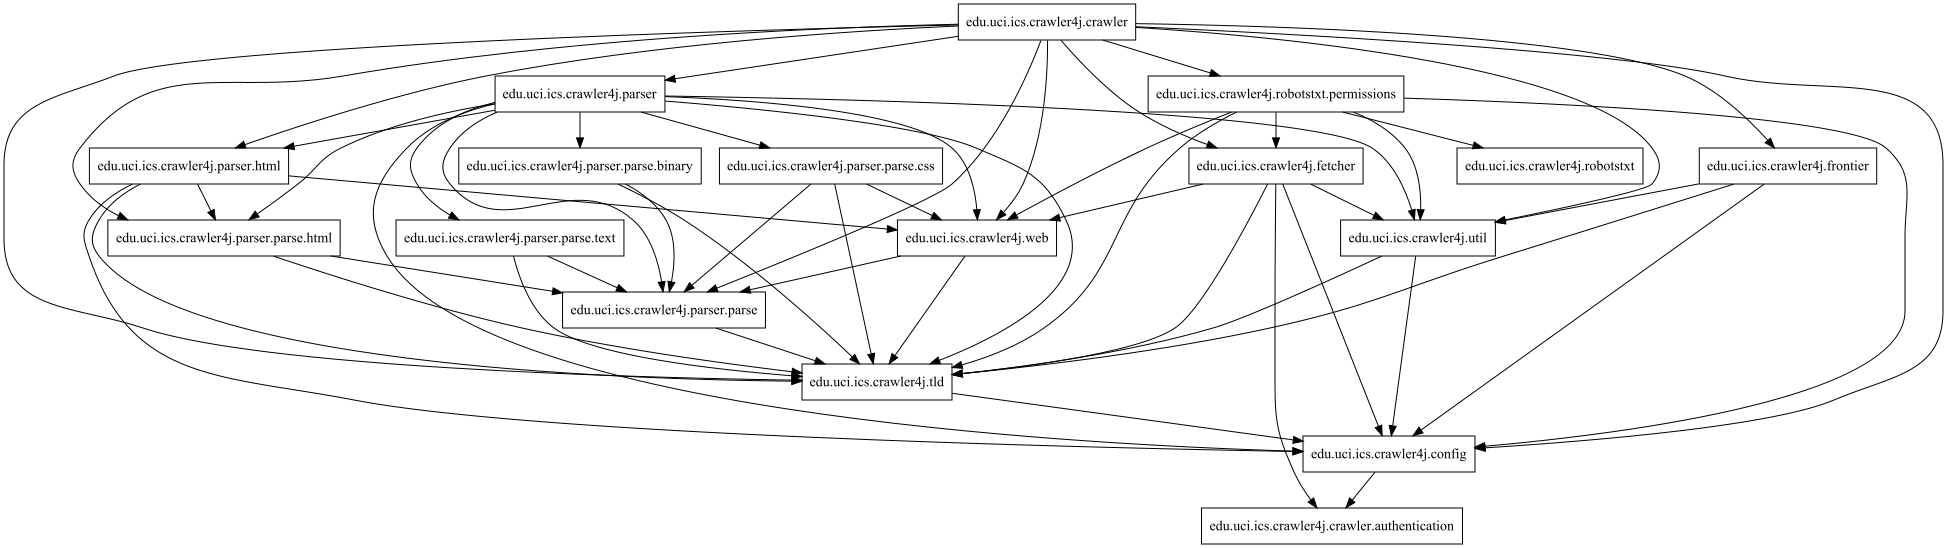 edu.uci.ics.crawler4j.crawler
edu.uci.ics.crawler4j.parser
edu.uci.ics.crawler4j.robotstxt.permissions
edu.uci.ics.crawler4j.parser.html
edu.uci.ics.crawler4j.parser.parse.binary
edu.uci.ics.crawler4j.parser.parse.css
edu.uci.ics.crawler4j.fetcher
edu.uci.ics.crawler4j.robotstxt
edu.uci.ics.crawler4j.frontier
edu.uci.ics.crawler4j.parser.parse.html
edu.uci.ics.crawler4j.parser.parse.text
edu.uci.ics.crawler4j.web
edu.uci.ics.crawler4j.util
edu.uci.ics.crawler4j.parser.parse
edu.uci.ics.crawler4j.tld
edu.uci.ics.crawler4j.config
edu.uci.ics.crawler4j.crawler.authentication